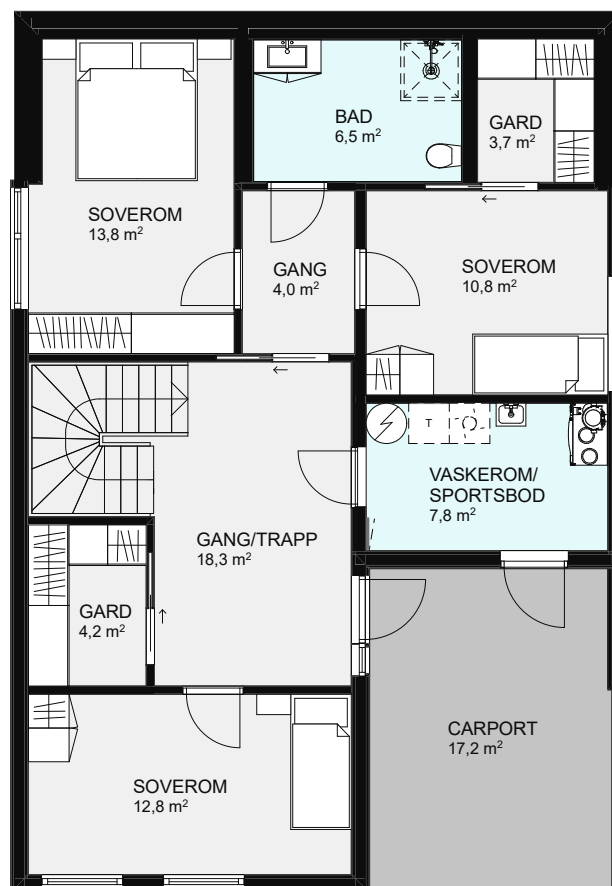 BAD
6,5 m²
GARD
3,7 m²
SOVEROM
13,8 m²
GANG
4,0 m²
SOVEROM
10,8 m²
T
M
VASKEROM/
SPORTSBOD
7,8 m²
GANG/TRAPP
18,3 m²
GARD
4,2 m²
CARPORT
17,2 m²
SOVEROM
12,8 m²